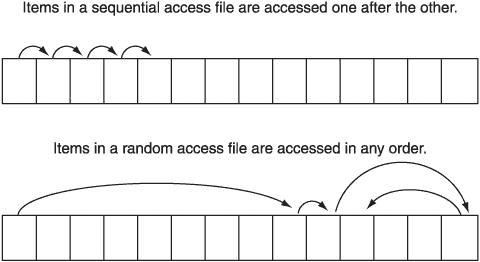 Items in a sequential access file are accessed one after the other.
Items in a random access file are accessed in any order.